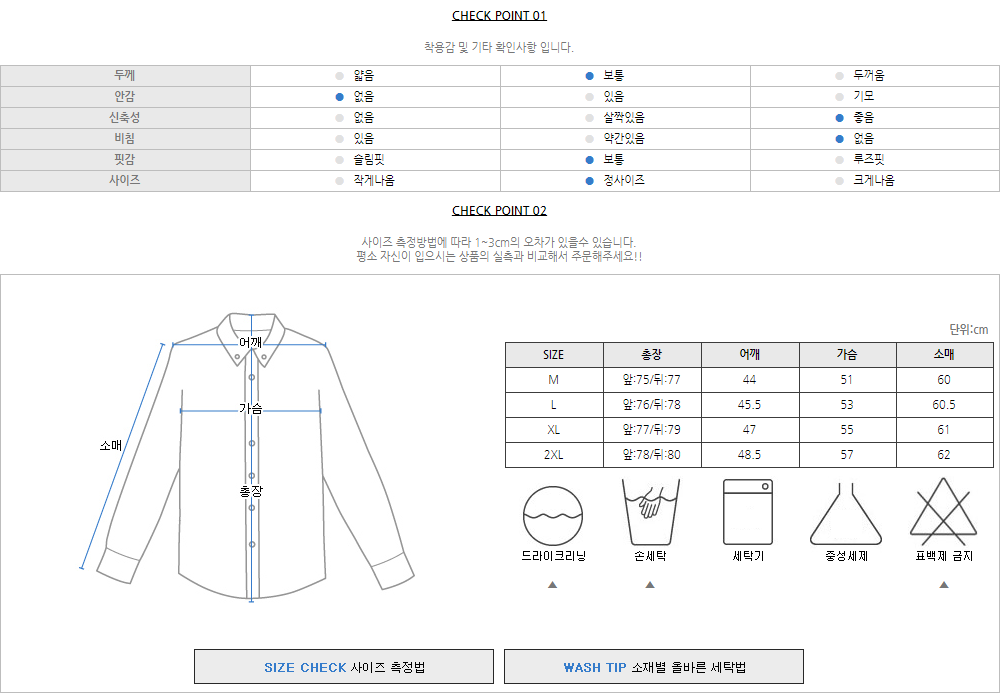 CHECK POINT 01
착용감 및 기타 확인사항 입니다.
두께 얇음 보통 두꺼움
안감 없음 있음 기모
신축성 없음 살짝있음 좋음
비침 있음 약간있음 없음
핏감 슬림핏 보통 루즈핏
사이즈 작게나옴 정사이즈 크게나옴
CHECK POINT 02
사이즈 측정방법에 따라 1~3cm의 오차가 있을수 있습니다.
평소 자신이 입으시는 상품의 실측과 비교해서 주문해주세요!!
어깨
가슴
소매
총장
단위:cm
SIZE 총장 어깨 가슴 소매
M 앞:75/뒤:77 44 51 60
L 앞:76/뒤:78 45.5 53 60.5
XL 앞:77/뒤:79 47 55 61
2XL 앞:78/뒤:80 48.5 57 62
드라이크리닝 손세탁 세탁기 중성세제 표백제 금지
SIZE CHECK 사이즈 측정법
WASH TIP 소재별 올바른 세탁법